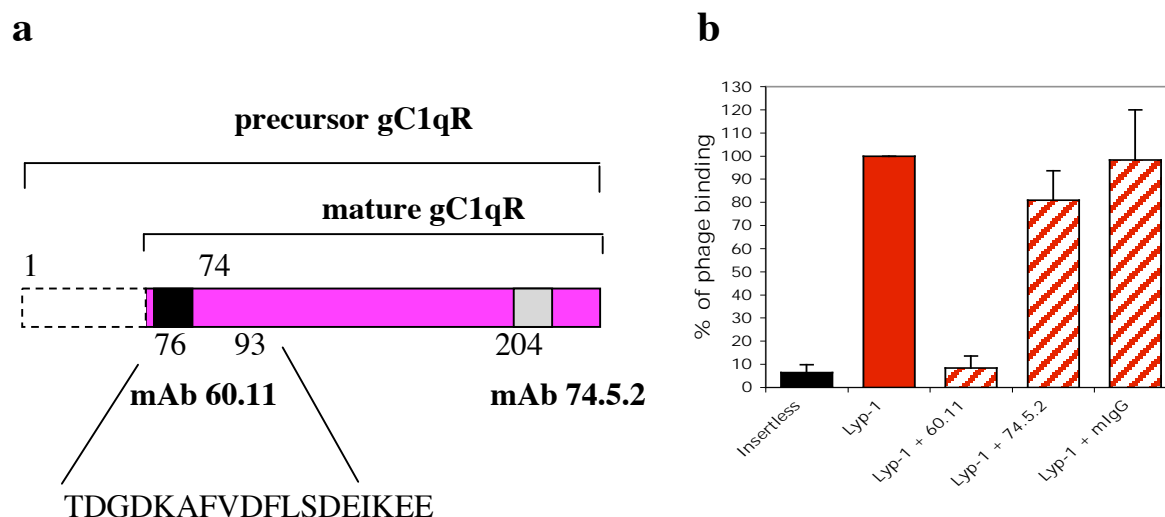 a
precursor gC1qR
mature gC1qR
1
74
76
93
204
mAb 60.11
mAb 74.5.2
TDGDKAFVDFLSDEIKEE
b
% of phage binding
130
120
110
100
90
80
70
60
50
40
30
20
10
0
Insertless
Lyp-1
Lyp-1 + 60.11
Lyp-1 + 74.5.2
Lyp-1 + mIgG